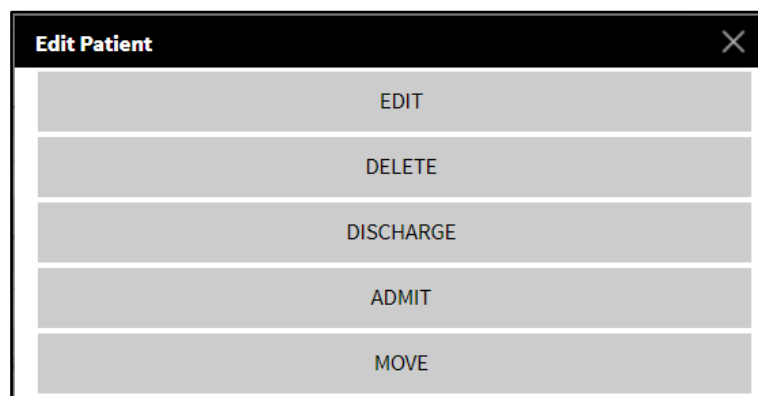 Edit Patient
EDIT
DELETE
DISCHARGE
ADMIT
MOVE